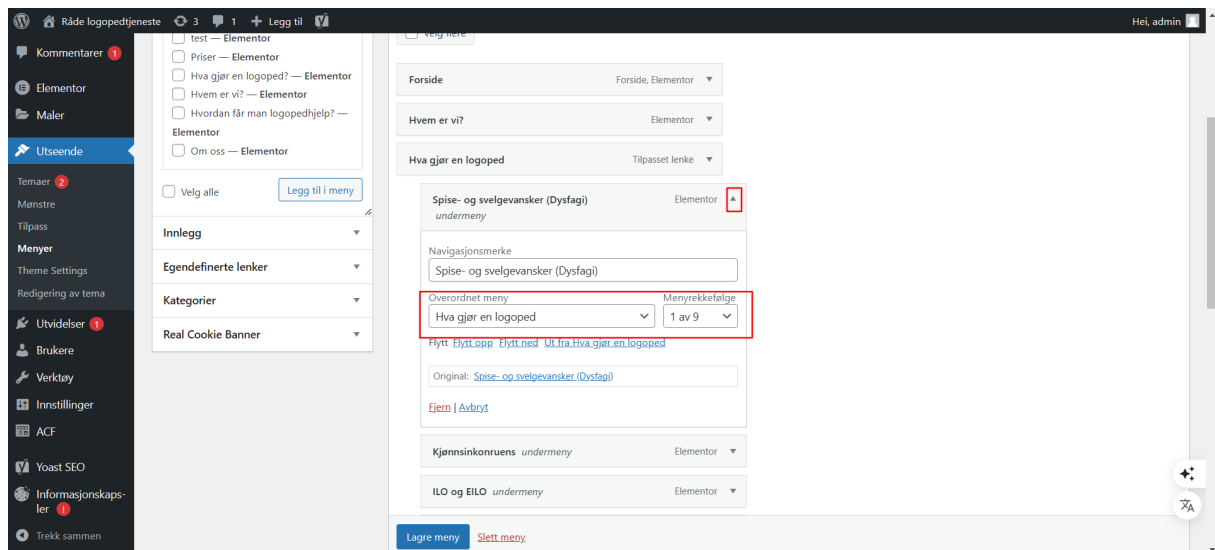 Råde logopedtjeneste 3 1 + Legg til Hei, admin
Kommentarer 1
Elementor
Maler
Utseende
Temaer 2
Mønstre
Tilpass
Menyer
Theme Settings
Redigering av tema
Utvidelser 1
Brukere
Verktøy
Innstillinger
ACF
Yoast SEO
Informasjonskaps-
ler !
Trekk sammen
test — Elementor
Priser — Elementor
Hva gjør en logoped? — Elementor
Hvem er vi? — Elementor
Hvordan får man logopedhjelp? —
Elementor
Om oss — Elementor
Velg alle Legg til i meny
Innlegg
Egendefinerte lenker
Kategorier
Real Cookie Banner
Velg flere
Forside Forside, Elementor
Hvem er vi? Elementor
Hva gjør en logoped Tilpasset lenke
Spise- og svelgevansker (Dysfagi) Elementor
undermeny
Navigasjonsmerke
Spise- og svelgevansker (Dysfagi)
Overordnet meny Menyrekkefølge
Hva gjør en logoped 1 av 9
Flytt Flytt opp Flytt ned Ut fra Hva gjør en logoped
Original: Spise- og svelgevansker (Dysfagi)
Fjern | Avbryt
Kjønnsinkonruens undermeny Elementor
ILO og EILO undermeny Elementor
Lagre meny Slett meny